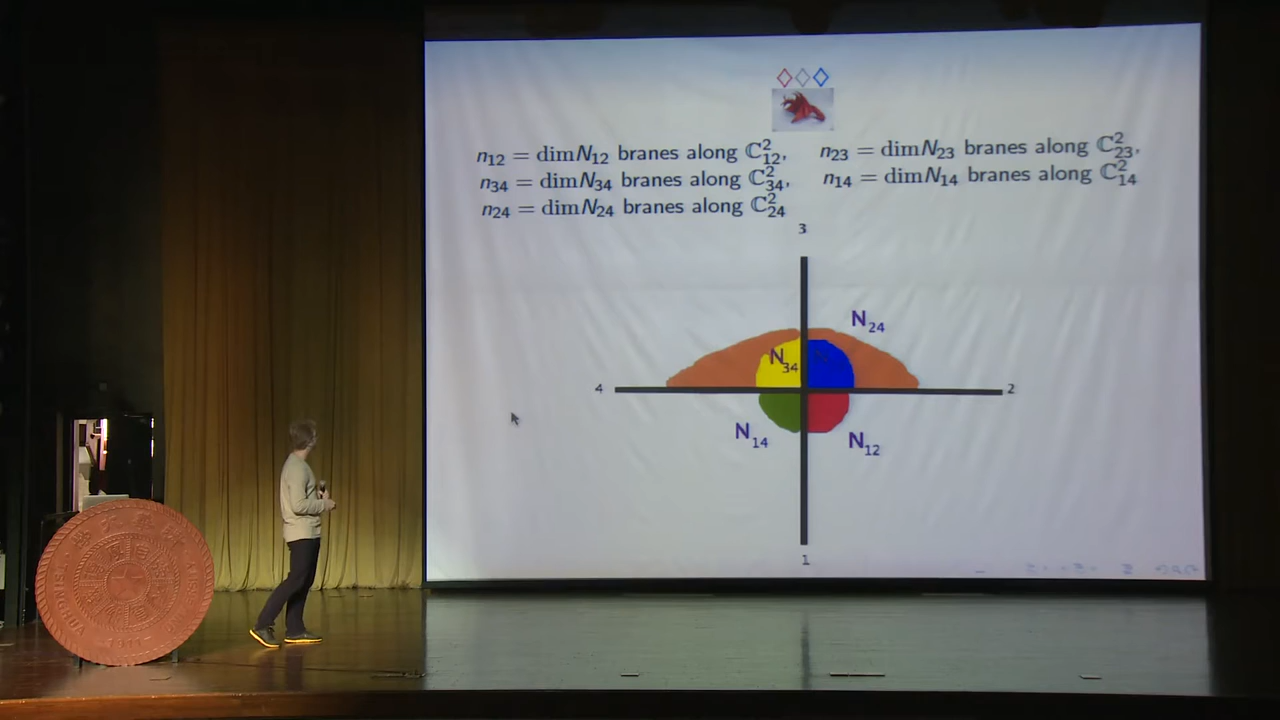 n₁₂ = dimN₁₂ branes along ℂ²₁₂, n₂₃ = dimN₂₃ branes along ℂ²₂₃,
n₃₄ = dimN₃₄ branes along ℂ²₃₄, n₁₄ = dimN₁₄ branes along ℂ²₁₄
n₂₄ = dimN₂₄ branes along ℂ²₂₄
3
N₂₄
N₃₄
4
2
N₁₄
N₁₂
1
1911